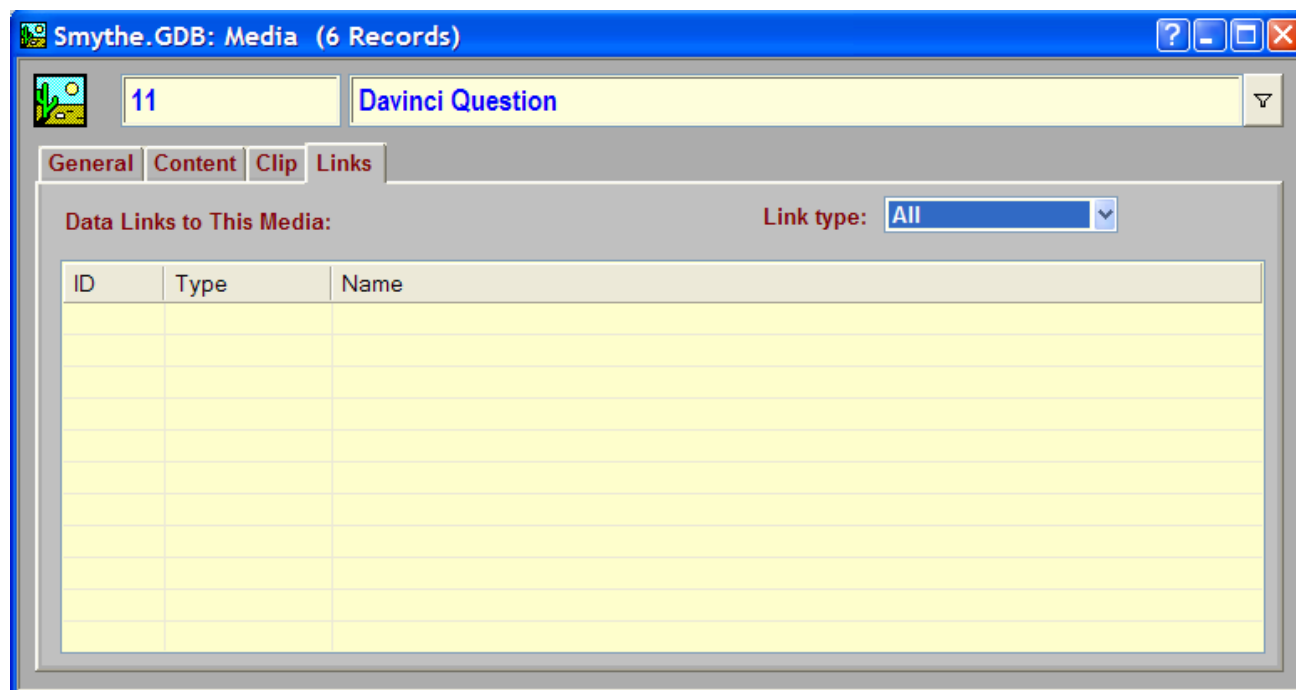 Smythe.GDB: Media (6 Records)
11 Davinci Question
General Content Clip Links
Data Links to This Media: Link type: All
ID Type Name